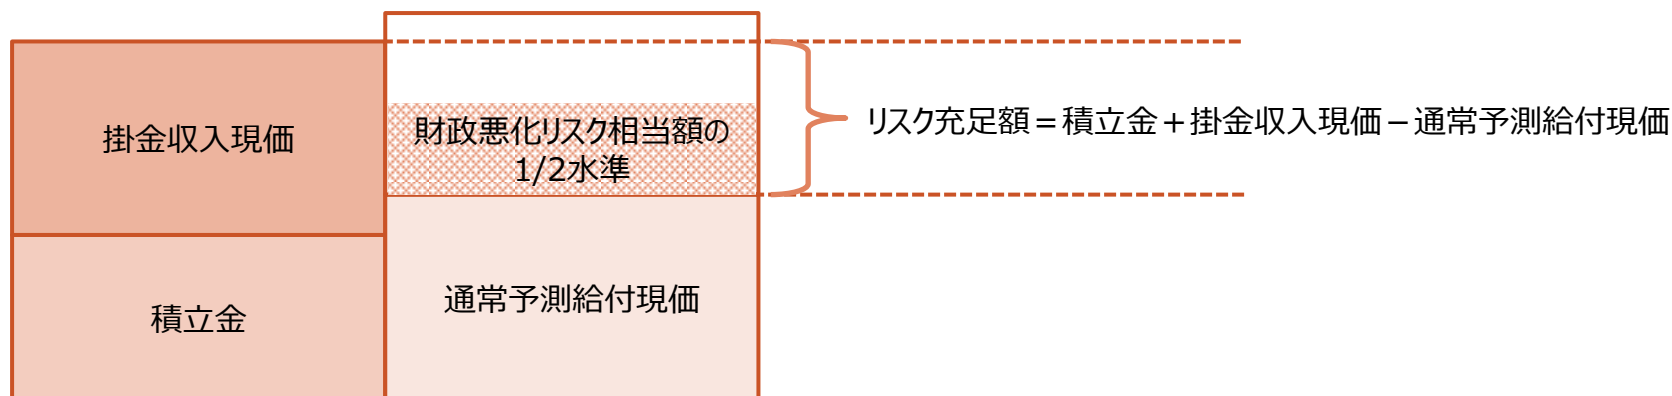 掛金収入現価
積立金
財政悪化リスク相当額の
1/2水準
通常予測給付現価
リスク充足額＝積立金＋掛金収入現価－通常予測給付現価